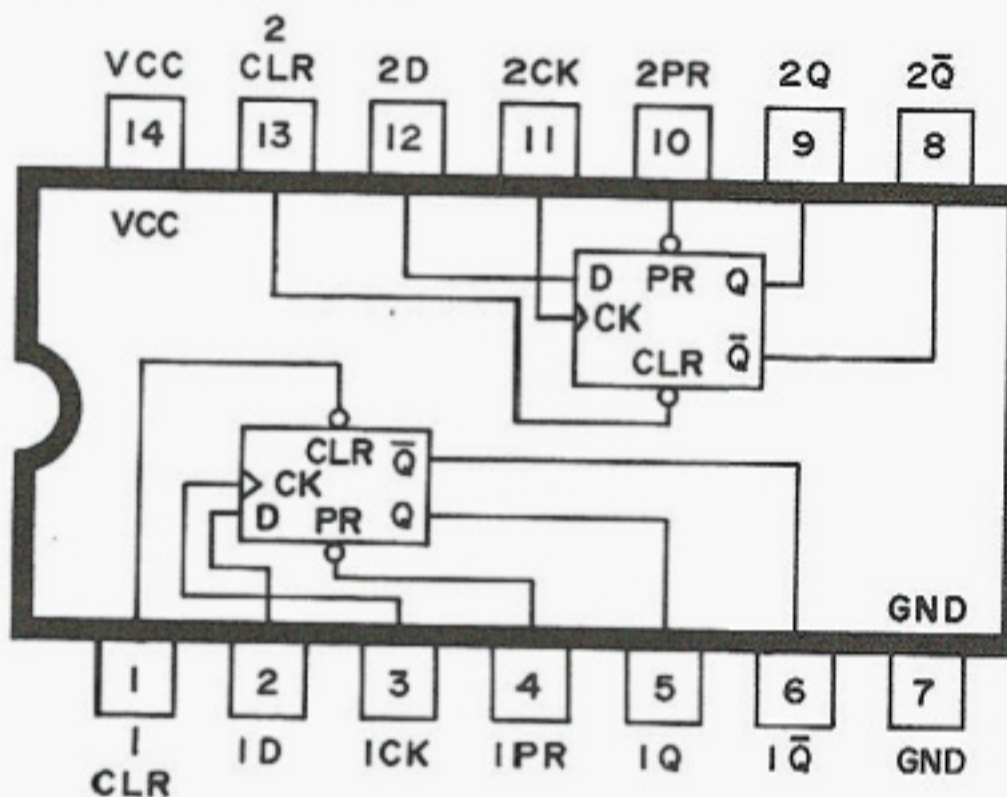 VCC 2 CLR 2D 2CK 2PR 2Q 2Q̅
14 13 12 11 10 9 8
VCC
D PR Q
CK
CLR Q̅
CLR Q̅
CK
D PR Q
GND
1 2 3 4 5 6 7
1 CLR 1D 1CK 1PR 1Q 1Q̅ GND